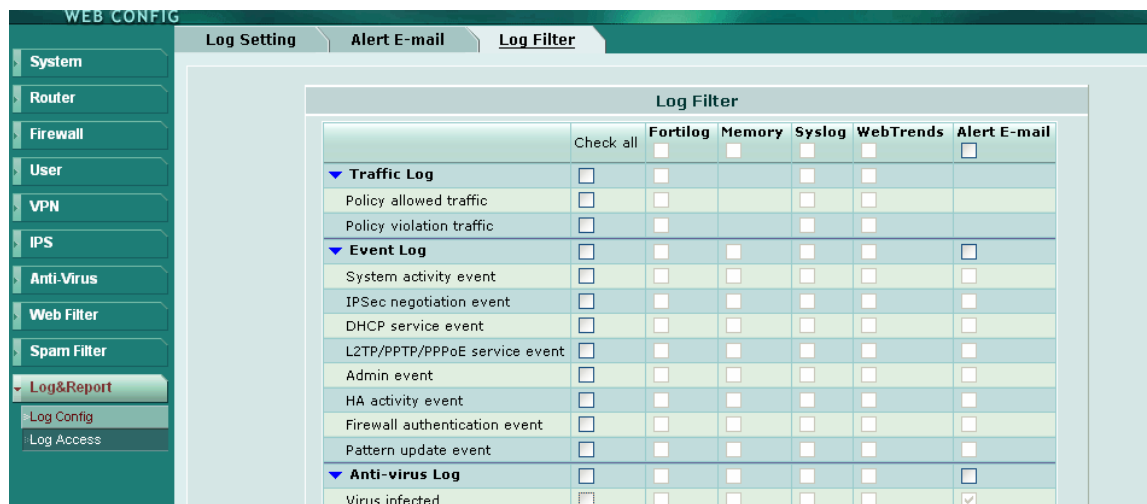 WEB CONFIG
Log Setting
Alert E-mail
Log Filter
System
Router
Firewall
User
VPN
IPS
Anti-Virus
Web Filter
Spam Filter
Log&Report
Log Config
Log Access
Log Filter
Check all Fortilog Memory Syslog WebTrends Alert E-mail
Traffic Log
Policy allowed traffic
Policy violation traffic
Event Log
System activity event
IPSec negotiation event
DHCP service event
L2TP/PPTP/PPPoE service event
Admin event
HA activity event
Firewall authentication event
Pattern update event
Anti-virus Log
Virus infected